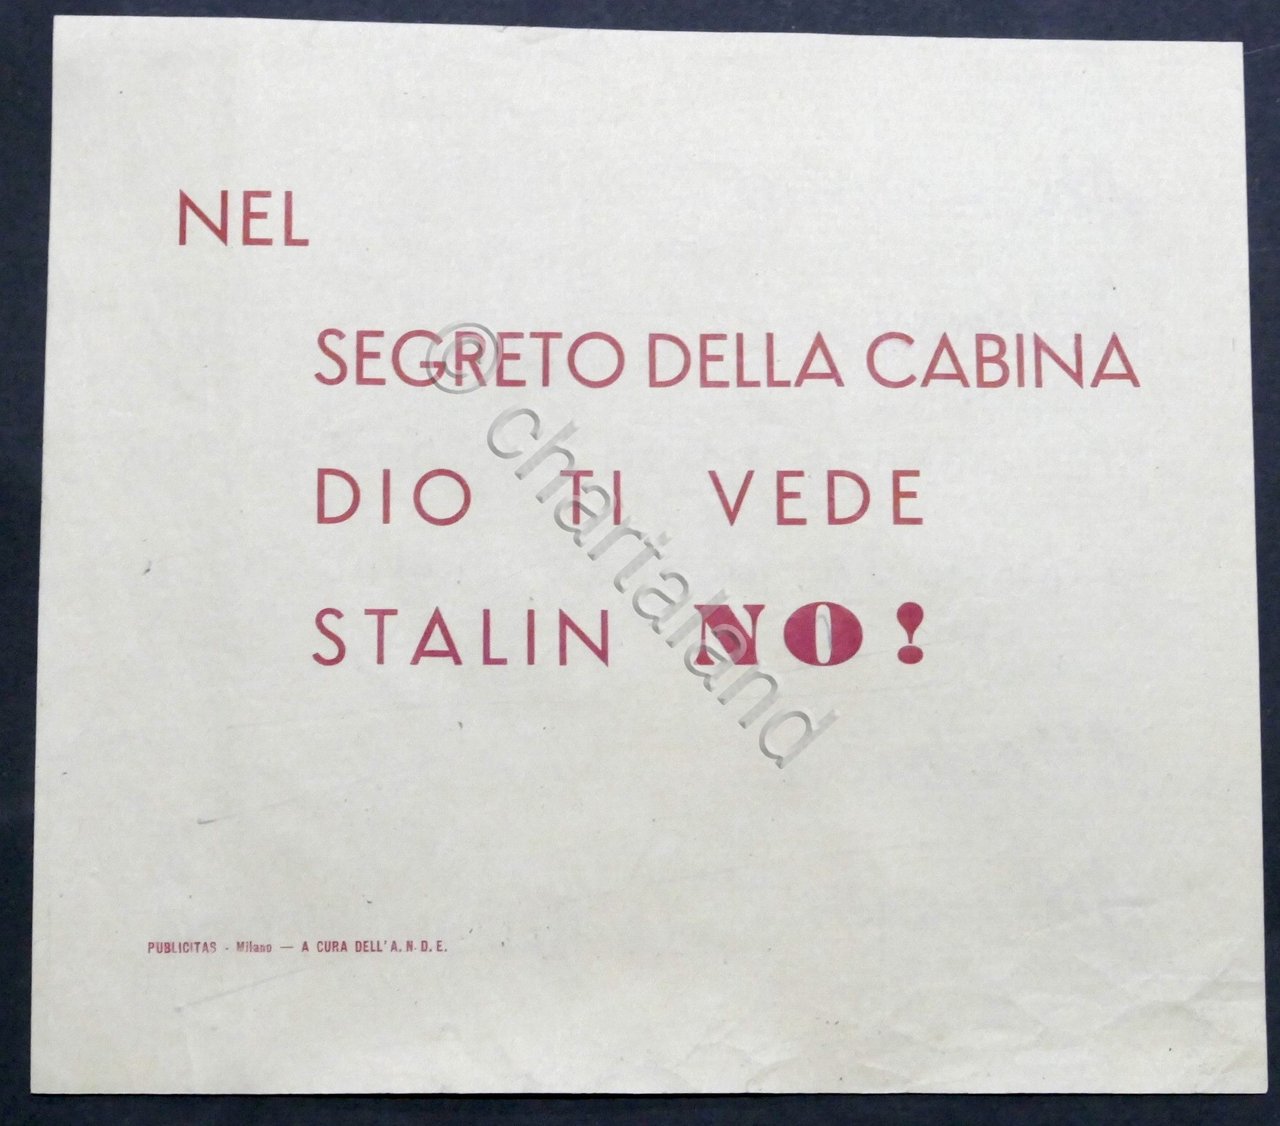 NEL
SEGRETO DELLA CABINA
DIO TI VEDE
STALIN NO!
PUBLICITAS - Milano — A CURA DELL'A.N.D.E.
© chartaland